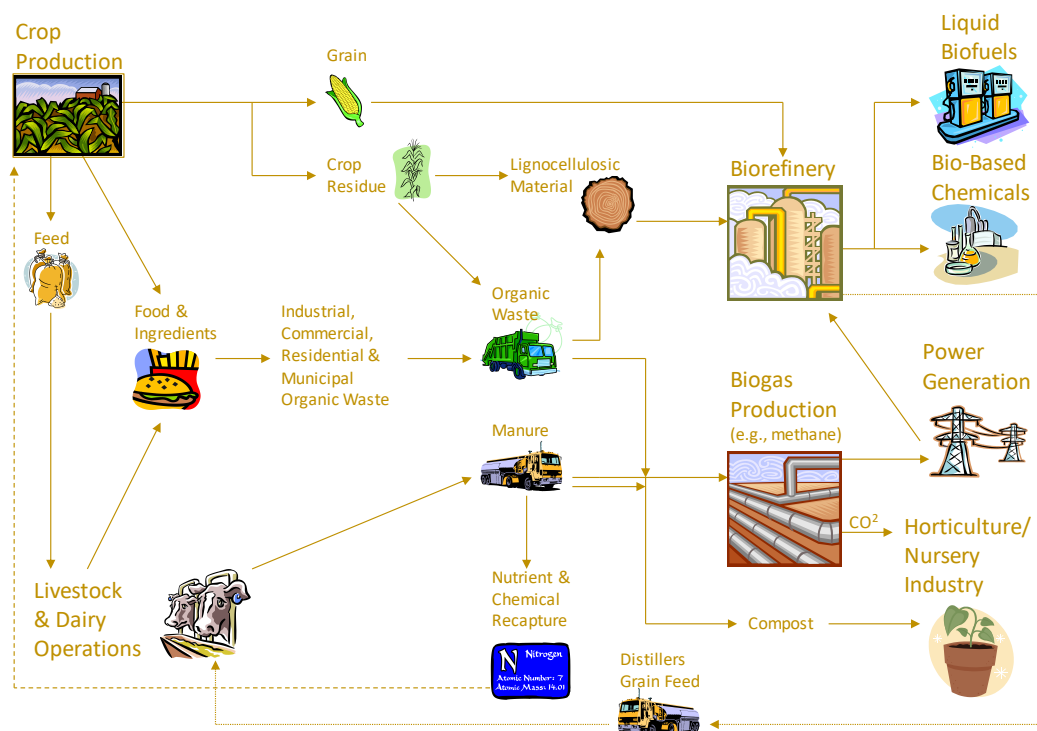 Crop
Production
Grain
Liquid
Biofuels
Crop
Residue
Lignocellulosic
Material
Biorefinery
Bio-Based
Chemicals
Feed
Food &
Ingredients
Industrial,
Commercial,
Residential &
Municipal
Organic Waste
Organic
Waste
Biogas
Production
(e.g., methane)
Power
Generation
Manure
CO²
Horticulture/
Nursery
Industry
Livestock
& Dairy
Operations
Nutrient &
Chemical
Recapture
Compost
N Nitrogen
Atomic Number: 7
Atomic Mass: 14.01
Distillers
Grain Feed